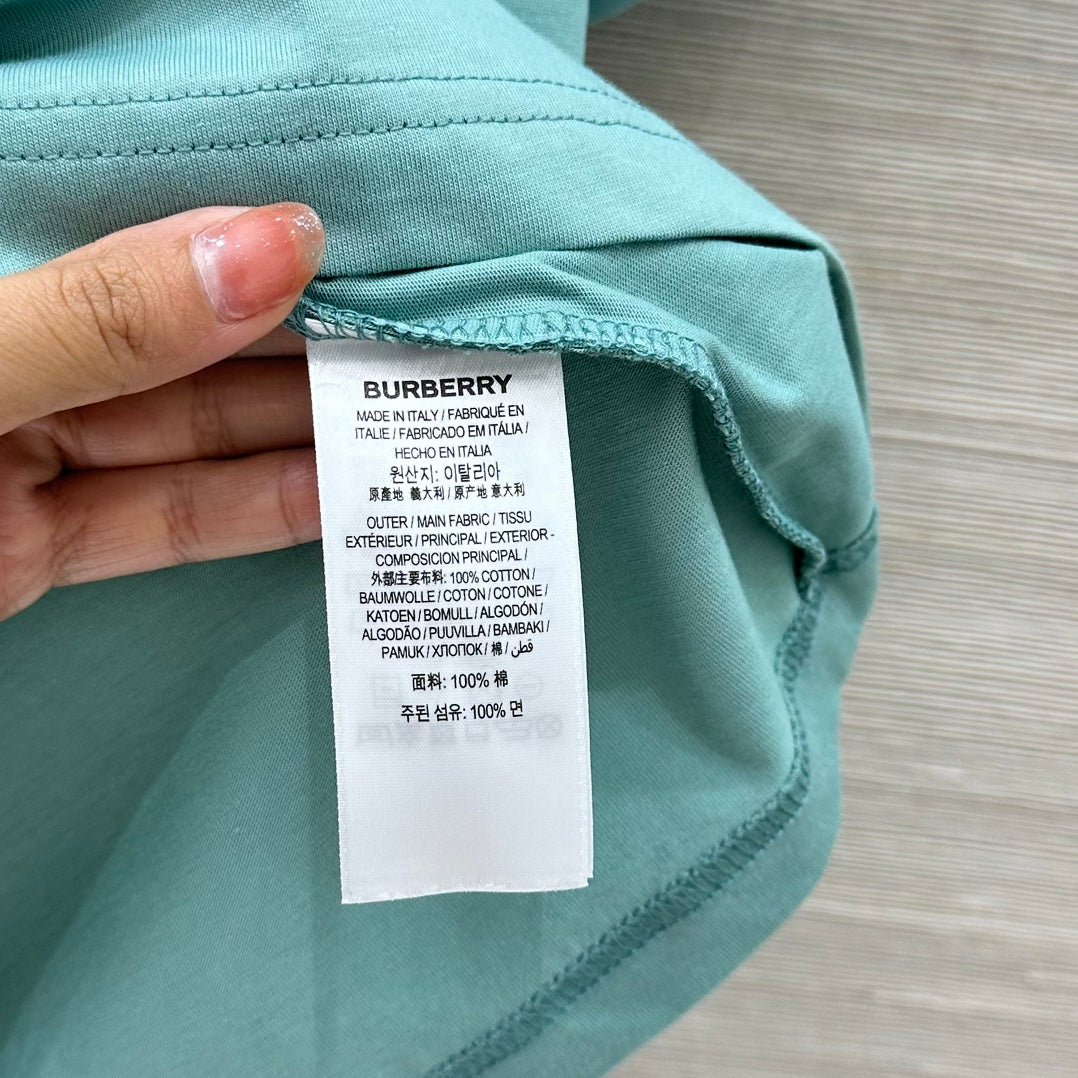 BURBERRY
MADE IN ITALY / FABRIQUÉ EN
ITALIE / FABRICADO EM ITÁLIA /
HECHO EN ITALIA
원산지: 이탈리아
原產地 義大利 / 原产地 意大利
OUTER / MAIN FABRIC / TISSU
EXTÉRIEUR / PRINCIPAL / EXTERIOR -
COMPOSICION PRINCIPAL /
外部/主要布料: 100% COTTON /
BAUMWOLLE / COTON / COTONE /
KATOEN / BOMULL / ALGODÓN /
ALGODÃO / PUUVILLA / BAMBAKI /
PAMUK / ХЛОПОК / 棉 / قطن
面料: 100% 棉
주된 섬유: 100% 면